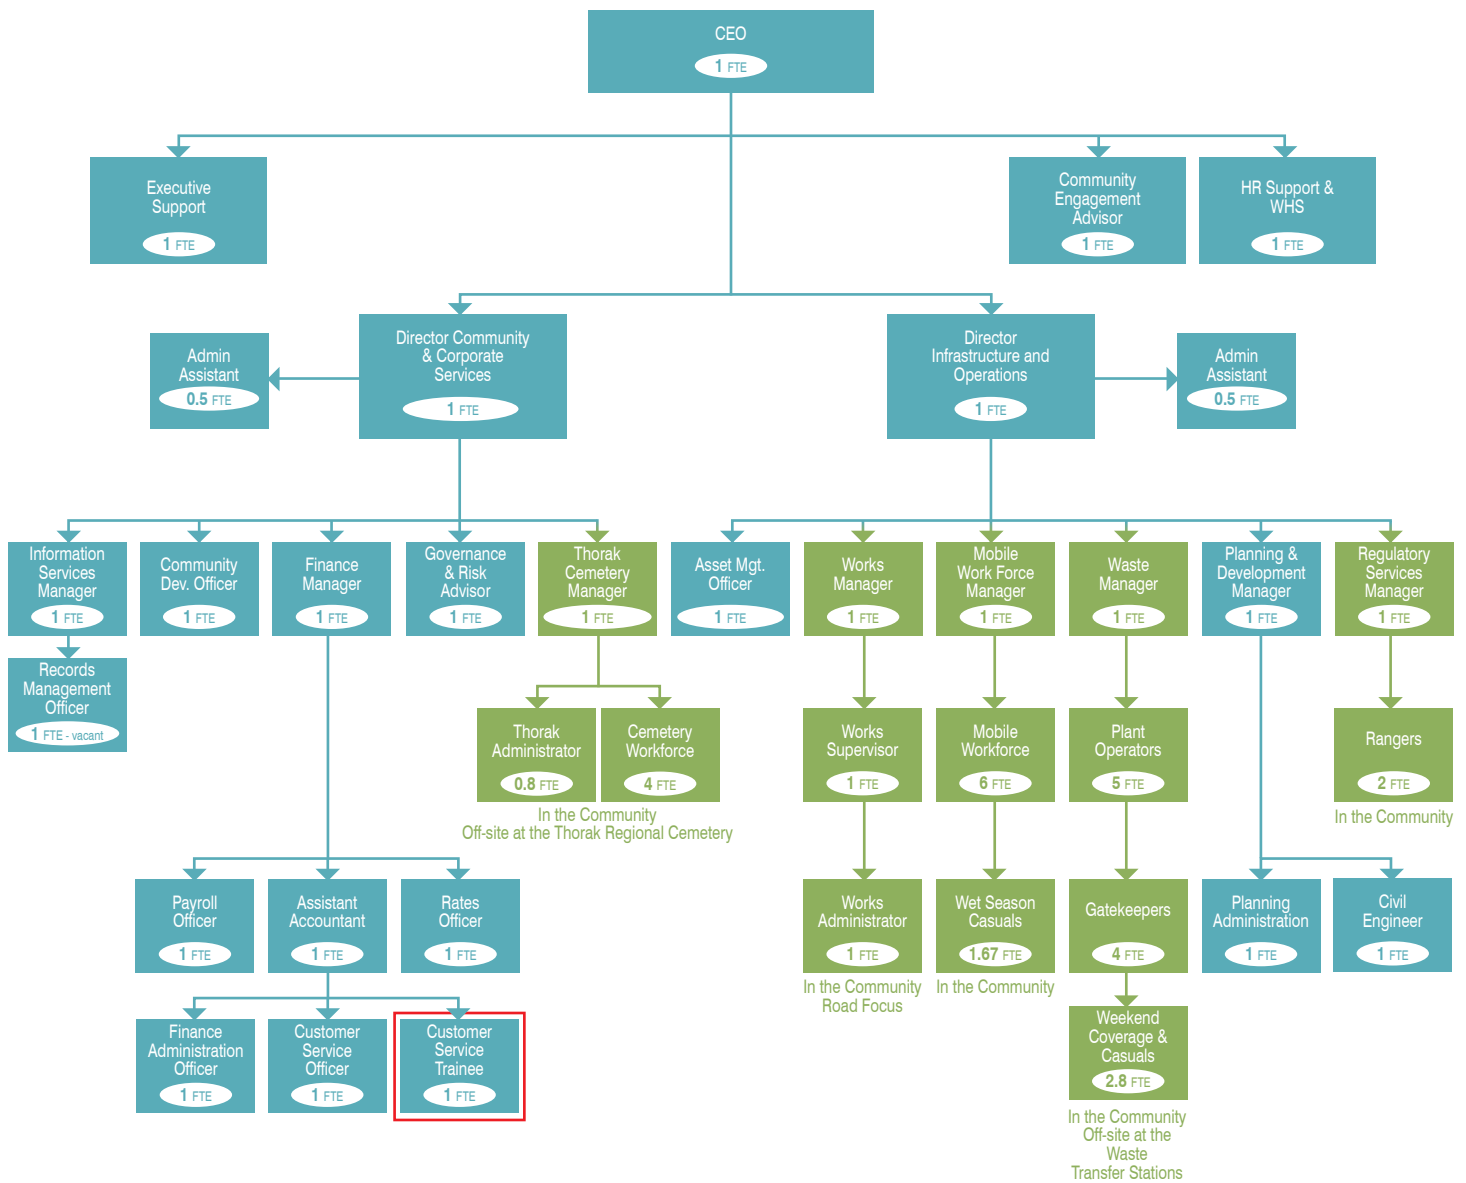 CEO
1 FTE
Executive
Support
1 FTE
Community
Engagement
Advisor
1 FTE
HR Support &
WHS
1 FTE
Admin
Assistant
0.5 FTE
Director Community
& Corporate
Services
1 FTE
Director
Infrastructure and
Operations
1 FTE
Admin
Assistant
0.5 FTE
Information
Services
Manager
1 FTE
Community
Dev. Officer
1 FTE
Finance
Manager
1 FTE
Governance
& Risk
Advisor
1 FTE
Thorak
Cemetery
Manager
1 FTE
Asset Mgt.
Officer
1 FTE
Works
Manager
1 FTE
Mobile
Work Force
Manager
1 FTE
Waste
Manager
1 FTE
Planning &
Development
Manager
1 FTE
Regulatory
Services
Manager
1 FTE
Records
Management
Officer
1 FTE - vacant
Thorak
Administrator
0.8 FTE
Cemetery
Workforce
4 FTE
In the Community
Off-site at the Thorak Regional Cemetery
Works
Supervisor
1 FTE
Mobile
Workforce
6 FTE
Plant
Operators
5 FTE
Rangers
2 FTE
In the Community
Payroll
Officer
1 FTE
Assistant
Accountant
1 FTE
Rates
Officer
1 FTE
Works
Administrator
1 FTE
In the Community
Road Focus
Wet Season
Casuals
1.67 FTE
In the Community
Gatekeepers
4 FTE
Planning
Administration
1 FTE
Civil
Engineer
1 FTE
Finance
Administration
Officer
1 FTE
Customer
Service
Officer
1 FTE
Customer
Service
Trainee
1 FTE
Weekend
Coverage &
Casuals
2.8 FTE
In the Community
Off-site at the
Waste
Transfer Stations